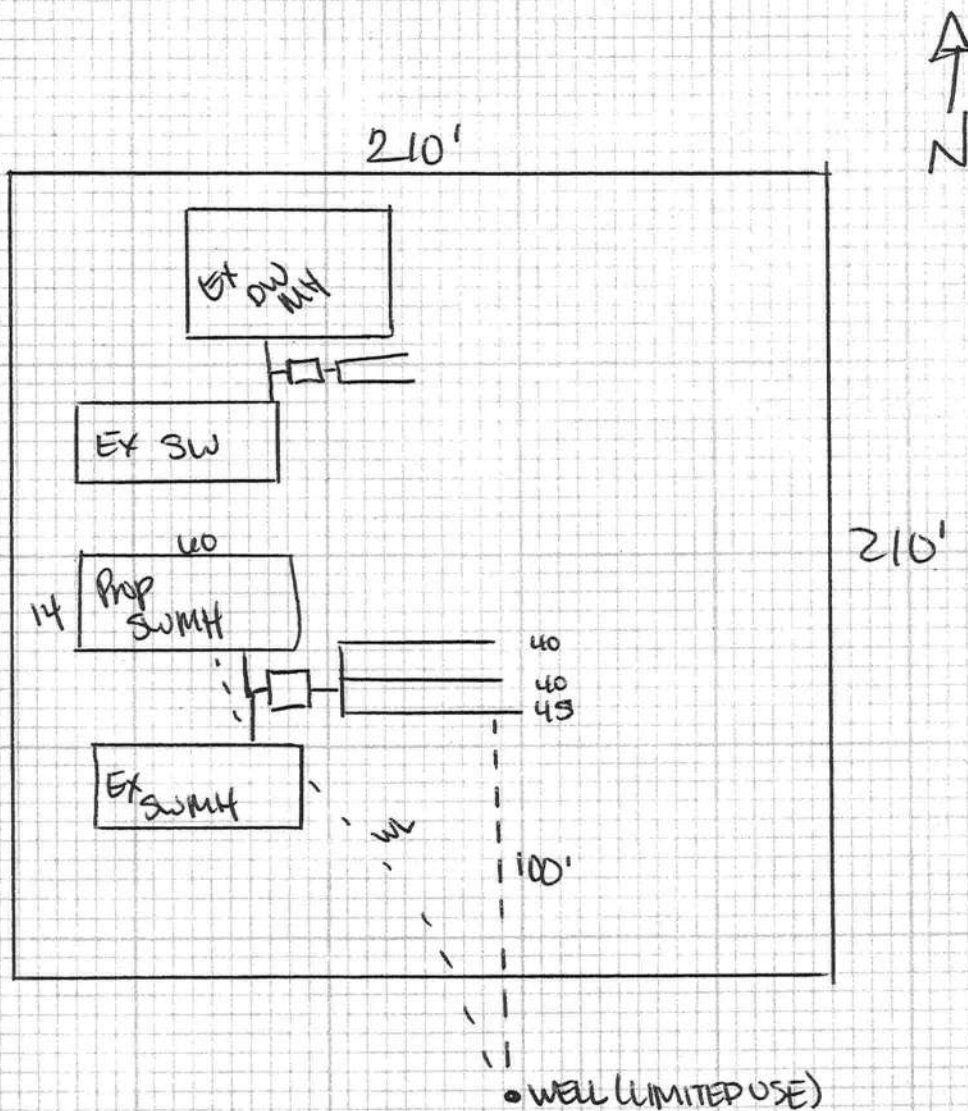 N
210'
Ex DW
MH
Ex SW
210'
60
14
Prop
SWMH
40
40
45
Ex
SWMH
WL
100'
WELL (LIMITED USE)